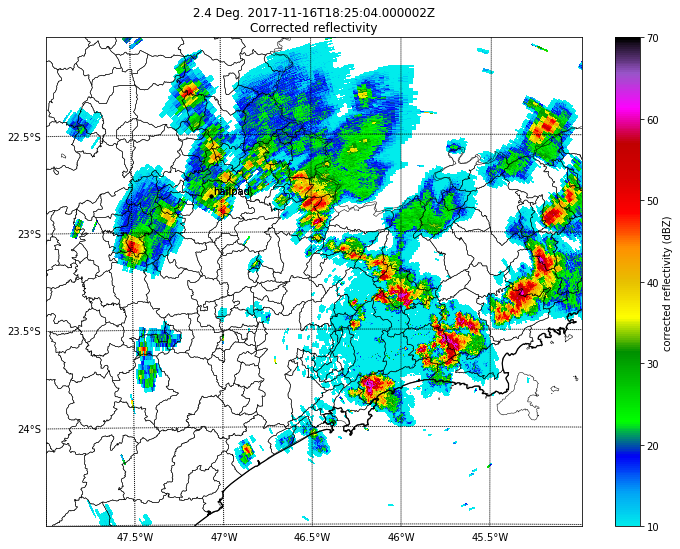 2.4 Deg. 2017-11-16T18:25:04.000002Z
Corrected reflectivity
22.5°S
23°S
23.5°S
24°S
47.5°W
47°W
46.5°W
46°W
45.5°W
70
60
50
40
30
20
10
corrected reflectivity (dBZ)